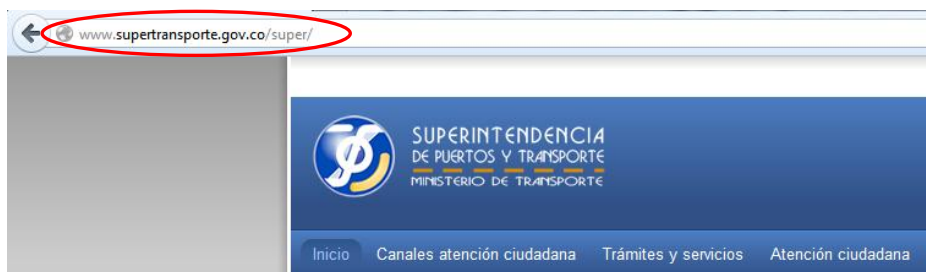 www.supertransporte.gov.co/super/
SUPERINTENDENCIA
DE PUERTOS Y TRANSPORTE
MINISTERIO DE TRANSPORTE
Inicio Canales atención ciudadana Trámites y servicios Atención ciudadana